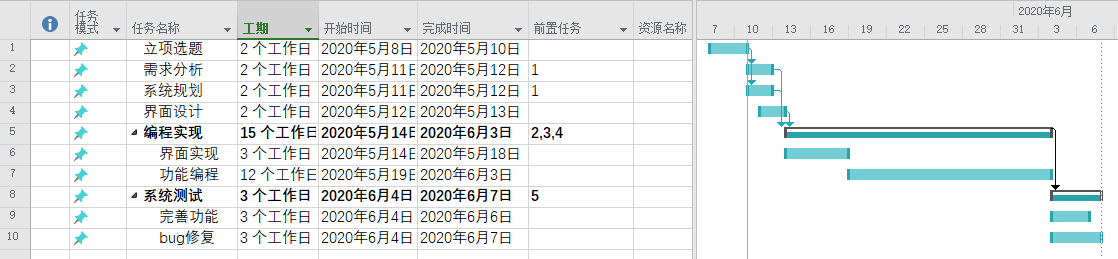 2020年6月
任务
模式 任务名称 工期 开始时间 完成时间 前置任务 资源名称 7 10 13 16 19 22 25 28 31 3 6
1 立项选题 2 个工作日 2020年5月8日 2020年5月10日
2 需求分析 2 个工作日 2020年5月11日 2020年5月12日 1
3 系统规划 2 个工作日 2020年5月11日 2020年5月12日 1
4 界面设计 2 个工作日 2020年5月12日 2020年5月13日
5 编程实现 15 个工作日 2020年5月14日 2020年6月3日 2,3,4
6 界面实现 3 个工作日 2020年5月14日 2020年5月18日
7 功能编程 12 个工作日 2020年5月19日 2020年6月3日
8 系统测试 3 个工作日 2020年6月4日 2020年6月7日 5
9 完善功能 3 个工作日 2020年6月4日 2020年6月6日
10 bug修复 3 个工作日 2020年6月4日 2020年6月7日